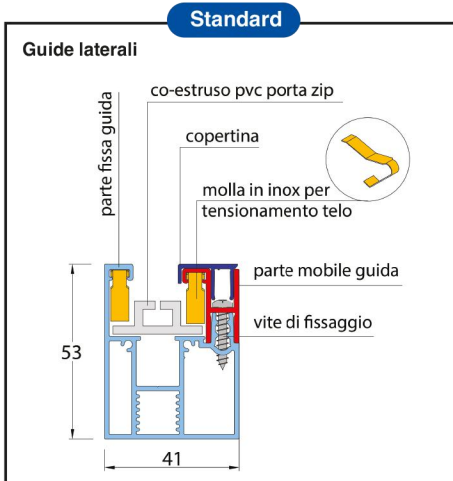 Standard
Guide laterali
co-estruso pvc porta zip
parte fissa guida
copertina
molla in inox per
tensionamento telo
parte mobile guida
vite di fissaggio
53
41